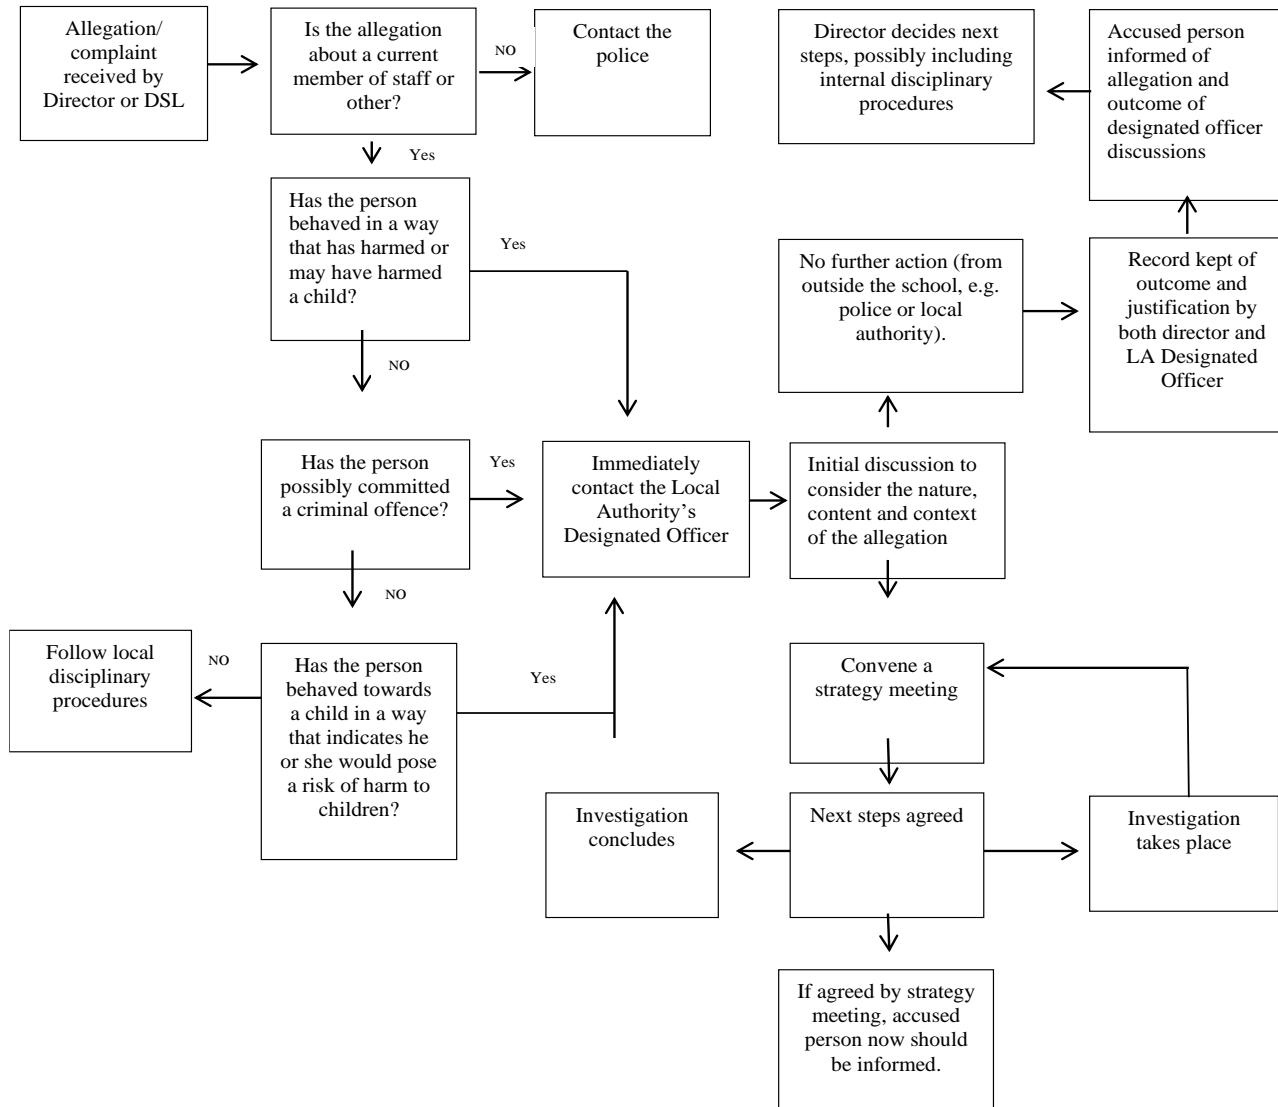 Allegation/
complaint
received by
Director or DSL
Is the allegation
about a current
member of staff or
other?
NO
Contact the
police
Director decides next
steps, possibly including
internal disciplinary
procedures
Accused person
informed of
allegation and
outcome of
designated officer
discussions
Yes
Has the person
behaved in a way
that has harmed or
may have harmed
a child?
Yes
No further action (from
outside the school, e.g.
police or local
authority).
Record kept of
outcome and
justification by
both director and
LA Designated
Officer
NO
Has the person
possibly committed
a criminal offence?
Yes
Immediately
contact the Local
Authority’s
Designated Officer
Initial discussion to
consider the nature,
content and context
of the allegation
NO
Follow local
disciplinary
procedures
NO
Has the person
behaved towards
a child in a way
that indicates he
or she would pose
a risk of harm to
children?
Yes
Convene a
strategy meeting
Investigation
concludes
Next steps agreed
Investigation
takes place
If agreed by strategy
meeting, accused
person now should
be informed.